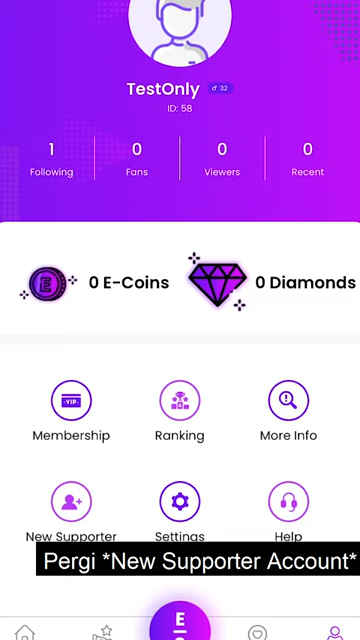 TestOnly ♂ 32
ID: 58
1 0 0 0
Following Fans Viewers Recent
0 E-Coins 0 Diamonds
VIP
Membership Ranking More Info
New Supporter Settings Help
Pergi *New Supporter Account*
E